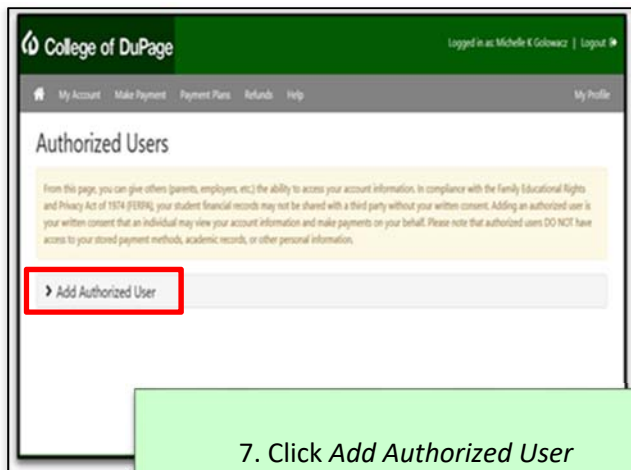 College of DuPage
Logged in as: Michelle K Golowacz | Logout
My Account Make Payment Payment Plans Refunds Help My Profile
Authorized Users
From this page, you can give others (parents, employers, etc.) the ability to access your account information. In compliance with the Family Educational Rights
and Privacy Act of 1974 (FERPA), your student financial records may not be shared with a third party without your written consent. Adding an authorized user is
your written consent that an individual may view your account information and make payments on your behalf. Please note that authorized users DO NOT have
access to your stored payment methods, academic records, or other personal information.
Add Authorized User
7. Click Add Authorized User